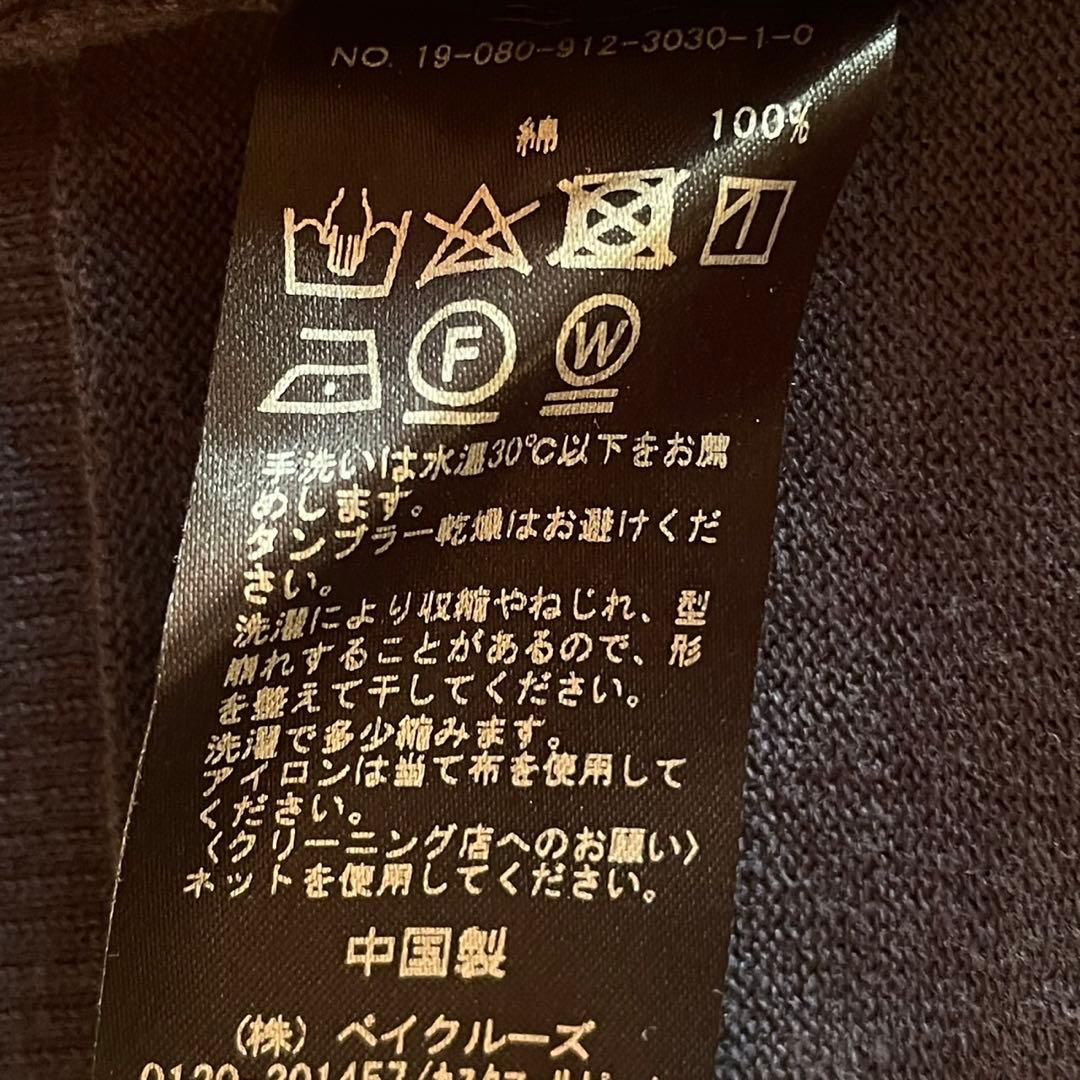 NO. 19-080-912-3030-1-0
綿 100%
F W
手洗いは水温30℃以下をお薦
めします。
タンブラー乾燥はお避けくだ
さい。
洗濯により収縮やねじれ、型
崩れすることがあるので、形
を整えて干してください。
洗濯で多少縮みます。
アイロンは当て布を使用して
ください。
〈クリーニング店へのお願い〉
ネットを使用してください。
中国製
(株) ベイクルーズ
0120-301457/カスタマー